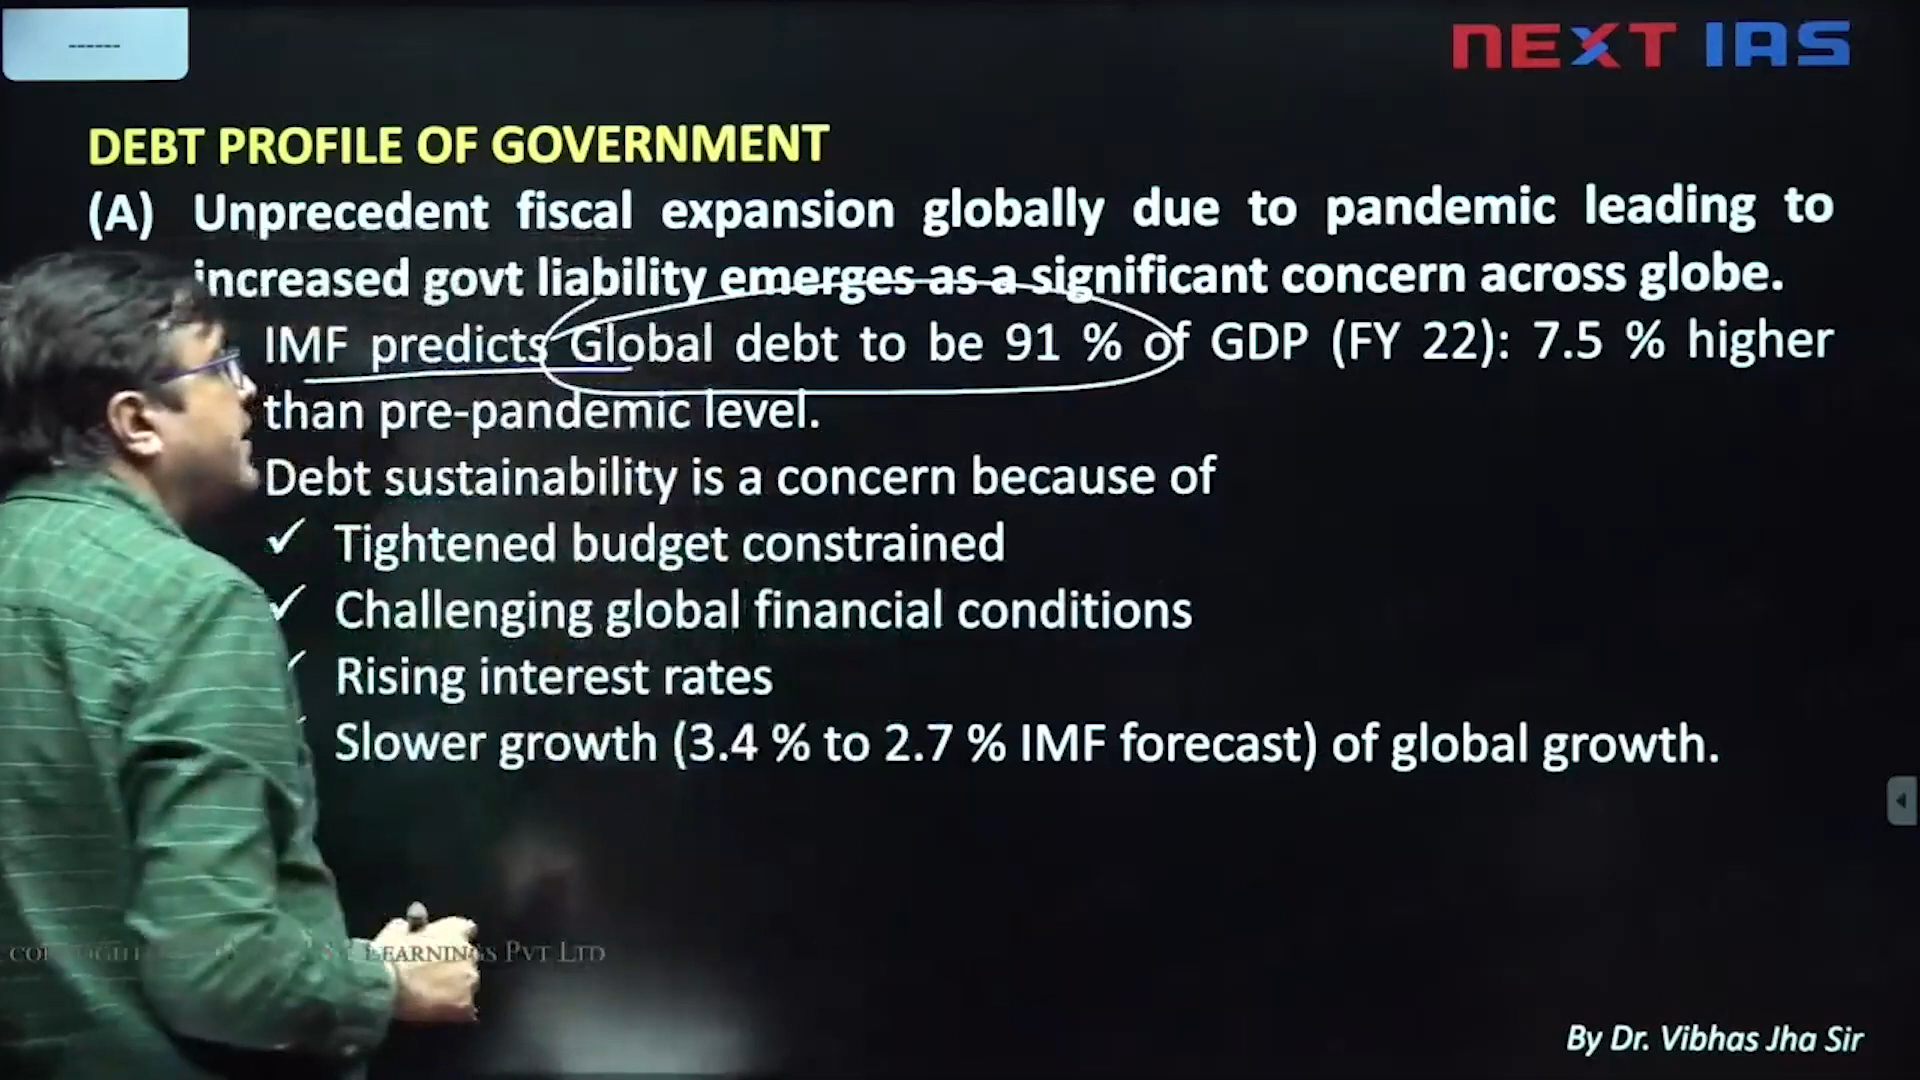 ------
NEXT IAS
DEBT PROFILE OF GOVERNMENT
(A) Unprecedent fiscal expansion globally due to pandemic leading to
increased govt liability emerges as a significant concern across globe.
IMF predicts Global debt to be 91 % of GDP (FY 22): 7.5 % higher
than pre-pandemic level.
Debt sustainability is a concern because of
✓ Tightened budget constrained
✓ Challenging global financial conditions
✓ Rising interest rates
Slower growth (3.4 % to 2.7 % IMF forecast) of global growth.
LEARNINGS PVT LTD
By Dr. Vibhas Jha Sir